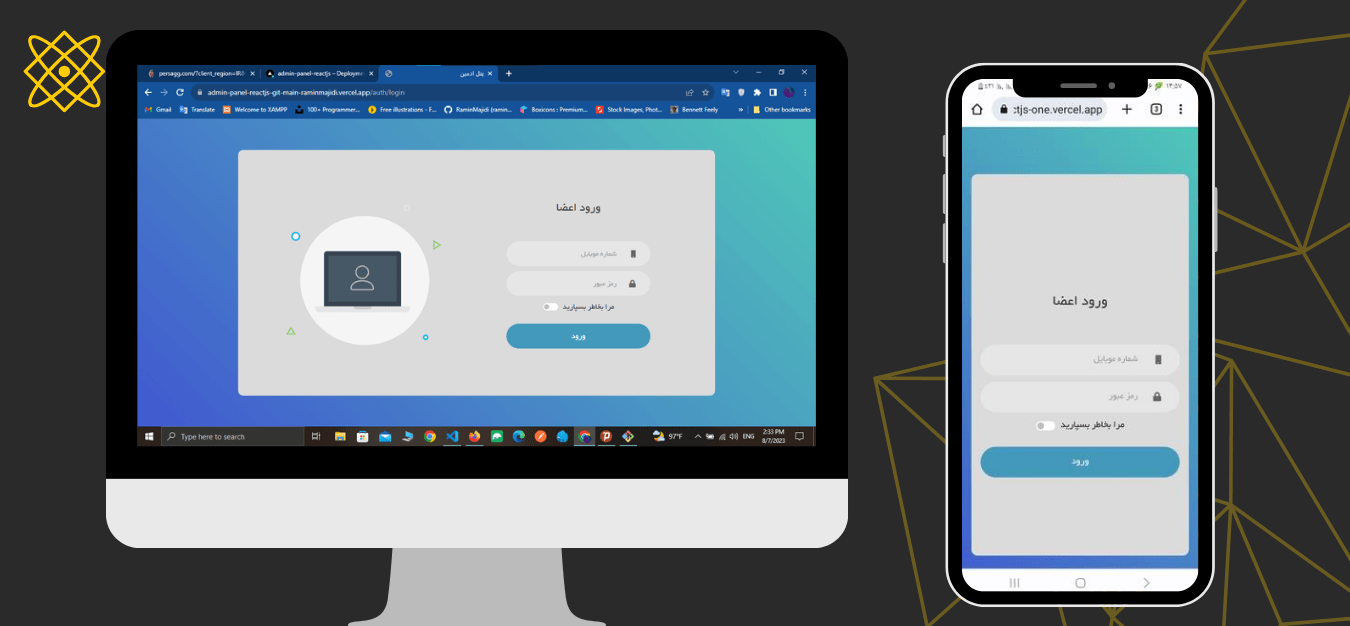 persagg.com/?client_region=IR&
admin-panel-reactjs – Deployme
پنل ادمین
admin-panel-reactjs-git-main-raminmajidi.vercel.app/auth/login
Gmail
Translate
Welcome to XAMPP
100+ Programmer...
Free illustrations - F...
RaminMajidi (ramin...
Boxicons : Premium...
Stock Images, Phot...
Bennett Feely
»
Other bookmarks
ورود اعضا
شماره موبایل
رمز عبور
مرا بخاطر بسپارید
ورود
Type here to search
97°F
ENG
2:33 PM
8/7/2023
۱۴:۵۷
:tjs-one.vercel.app
3
ورود اعضا
شماره موبایل
رمز عبور
مرا بخاطر بسپارید
ورود